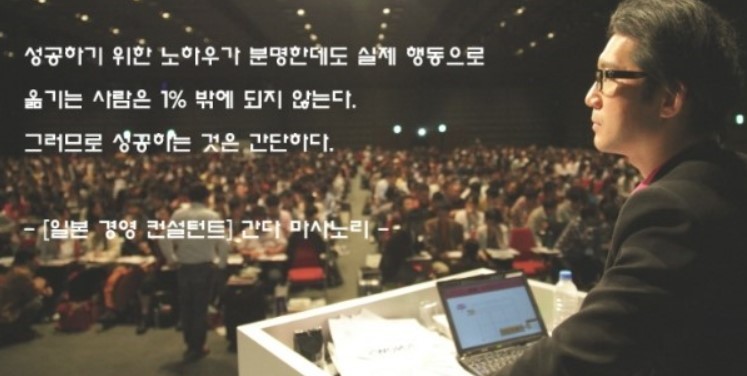 성공하기 위한 노하우가 분명한데도 실제 행동으로
옮기는 사람은 1% 밖에 되지 않는다.
그러므로 성공하는 것은 간단하다.
- [일본 경영 컨설턴트] 간다 마사노리 -